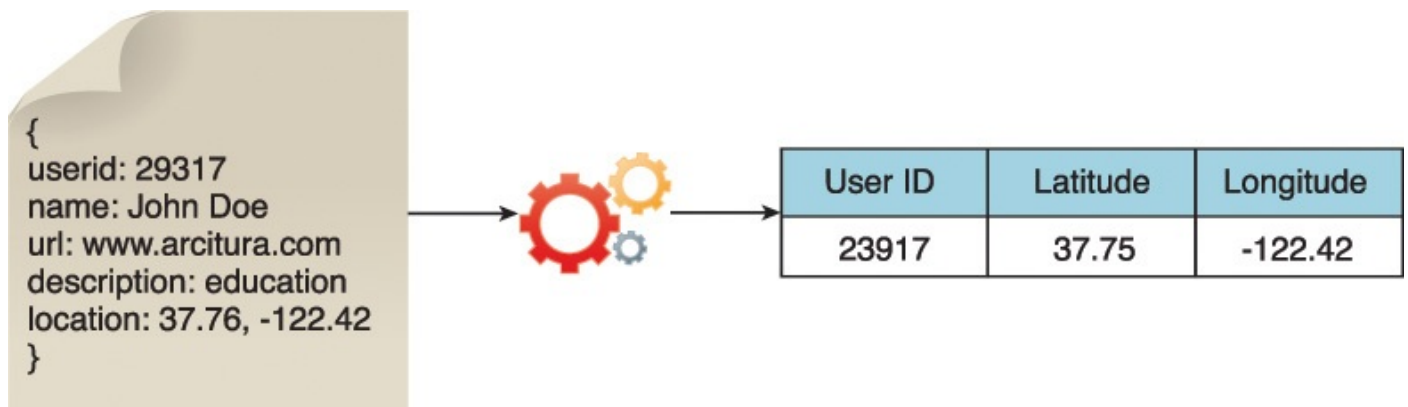 {
userid: 29317
name: John Doe
url: www.arcitura.com
description: education
location: 37.76, -122.42
}
User ID Latitude Longitude
23917 37.75 -122.42